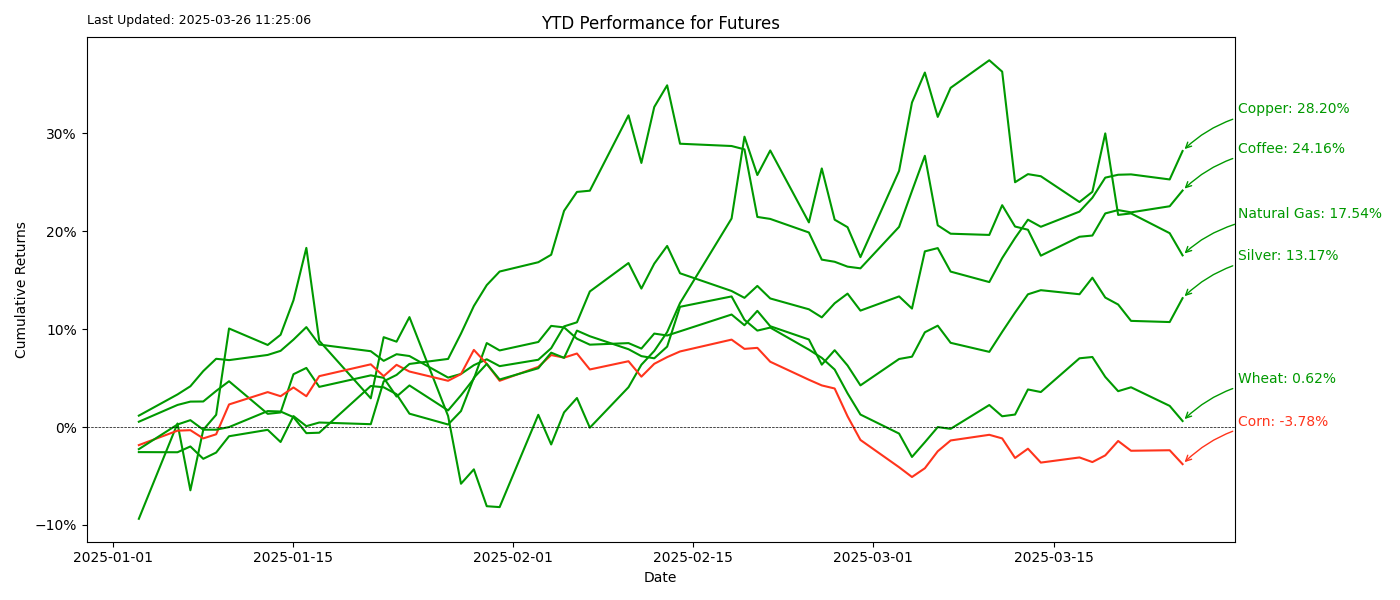 Last Updated: 2025-03-26 11:25:06
YTD Performance for Futures
Cumulative Returns
30%
20%
10%
0%
−10%
Copper: 28.20%
Coffee: 24.16%
Natural Gas: 17.54%
Silver: 13.17%
Wheat: 0.62%
Corn: -3.78%
2025-01-01
2025-01-15
2025-02-01
2025-02-15
2025-03-01
2025-03-15
Date